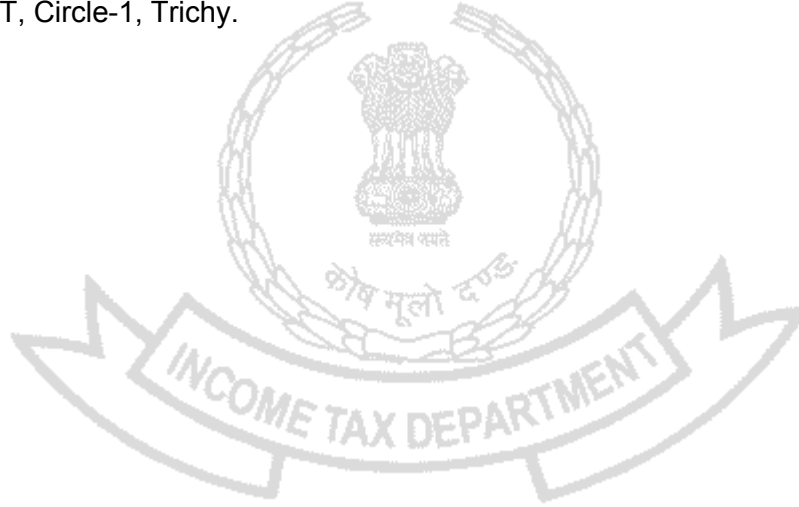 T, Circle-1, Trichy.
सत्यमेव जयते
कोष मूलो दण्ड:
INCOME TAX DEPARTMENT